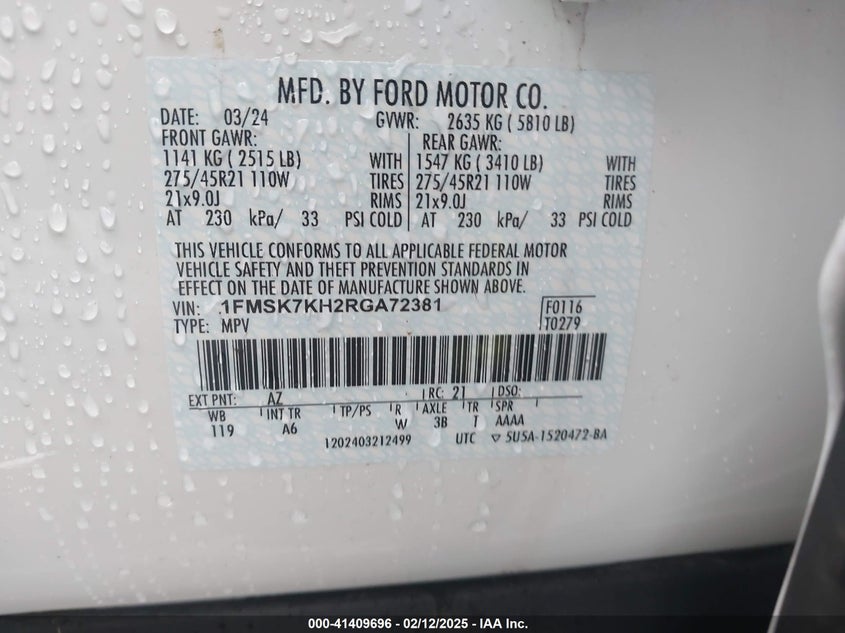 MFD. BY FORD MOTOR CO.
DATE: 03/24 GVWR: 2635 KG ( 5810 LB)
FRONT GAWR: REAR GAWR:
1141 KG ( 2515 LB) WITH 1547 KG ( 3410 LB) WITH
275/45R21 110W TIRES 275/45R21 110W TIRES
21x9.0J RIMS 21x9.0J RIMS
AT 230 kPa/ 33 PSI COLD AT 230 kPa/ 33 PSI COLD
THIS VEHICLE CONFORMS TO ALL APPLICABLE FEDERAL MOTOR
VEHICLE SAFETY AND THEFT PREVENTION STANDARDS IN
EFFECT ON THE DATE OF MANUFACTURE SHOWN ABOVE.
VIN: 1FMSK7KH2RGA72381 F0116
TYPE: MPV T0279
EXT PNT: AZ RC: 21 DSO:
WB INT TR TP/PS R AXLE TR SPR
119 A6 W 3B T AAAA
1202403212499 UTC ▽ 5U5A-1520472-BA
000-41409696 - 02/12/2025 - IAA Inc.